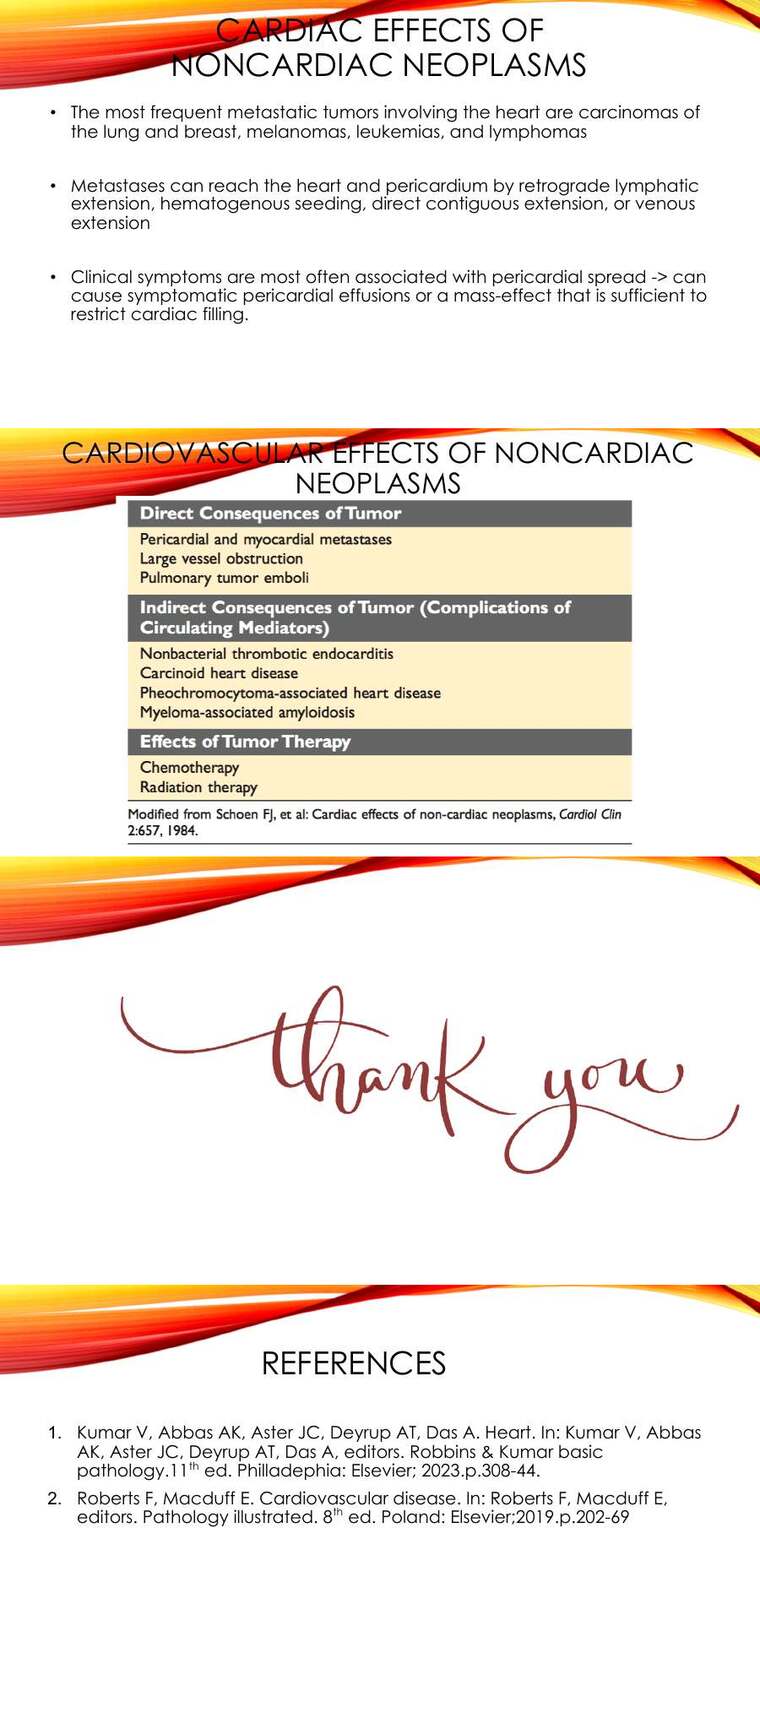 CARDIAC EFFECTS OF
NONCARDIAC NEOPLASMS
• The most frequent metastatic tumors involving the heart are carcinomas of
the lung and breast, melanomas, leukemias, and lymphomas
• Metastases can reach the heart and pericardium by retrograde lymphatic
extension, hematogenous seeding, direct contiguous extension, or venous
extension
• Clinical symptoms are most often associated with pericardial spread -> can
cause symptomatic pericardial effusions or a mass-effect that is sufficient to
restrict cardiac filling.
CARDIOVASCULAR EFFECTS OF NONCARDIAC
NEOPLASMS
Direct Consequences of Tumor
Pericardial and myocardial metastases
Large vessel obstruction
Pulmonary tumor emboli
Indirect Consequences of Tumor (Complications of
Circulating Mediators)
Nonbacterial thrombotic endocarditis
Carcinoid heart disease
Pheochromocytoma-associated heart disease
Myeloma-associated amyloidosis
Effects of Tumor Therapy
Chemotherapy
Radiation therapy
Modified from Schoen FJ, et al: Cardiac effects of non-cardiac neoplasms, Cardiol Clin
2:657, 1984.
thank you
REFERENCES
1. Kumar V, Abbas AK, Aster JC, Deyrup AT, Das A. Heart. In: Kumar V, Abbas
AK, Aster JC, Deyrup AT, Das A, editors. Robbins & Kumar basic
pathology.11th ed. Philladephia: Elsevier; 2023.p.308-44.
2. Roberts F, Macduff E. Cardiovascular disease. In: Roberts F, Macduff E,
editors. Pathology illustrated. 8th ed. Poland: Elsevier;2019.p.202-69